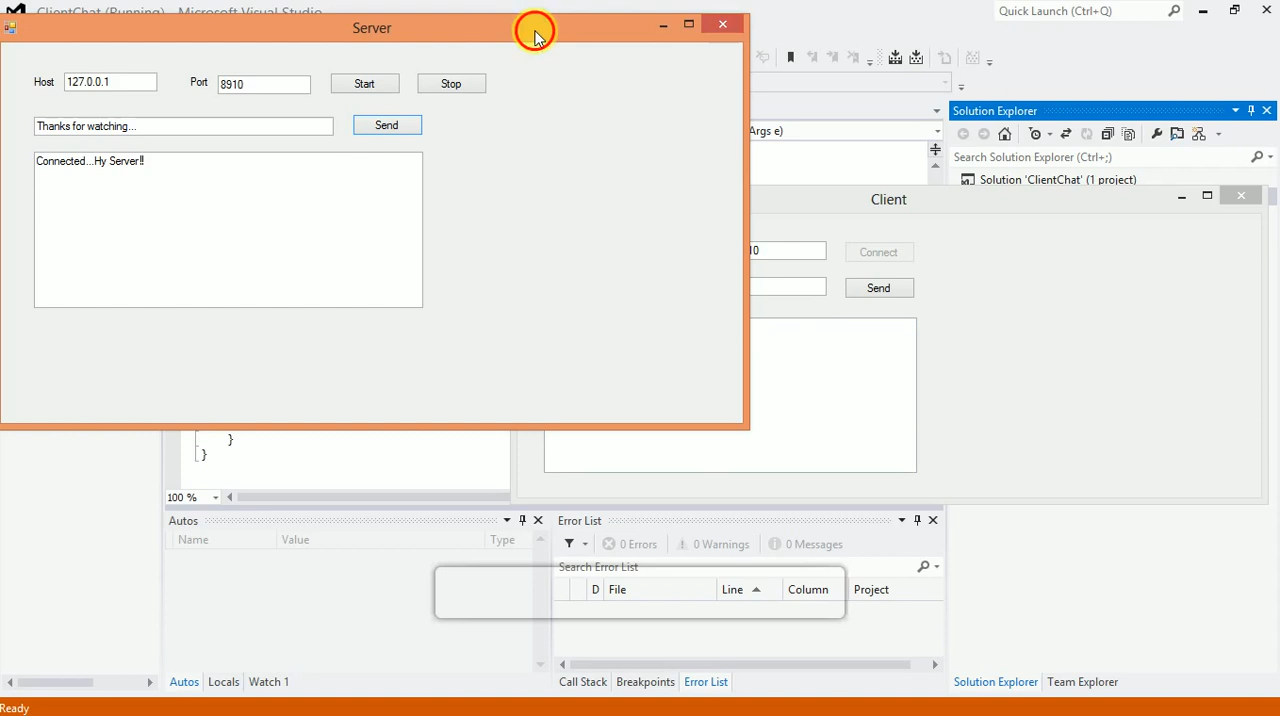 ClientChat (Running) - Microsoft Visual Studio
Quick Launch (Ctrl+Q)
Server
Host
127.0.0.1
Port
8910
Start
Stop
Thanks for watching...
Send
Connected...Hy Server!!
Args e)
Solution Explorer
Search Solution Explorer (Ctrl+;)
Solution 'ClientChat' (1 project)
Client
10
Connect
Send
}
}
100 %
Autos
Name
Value
Type
Error List
0 Errors
0 Warnings
0 Messages
Search Error List
D
File
Line
Column
Project
Autos
Locals
Watch 1
Call Stack
Breakpoints
Error List
Solution Explorer
Team Explorer
Ready